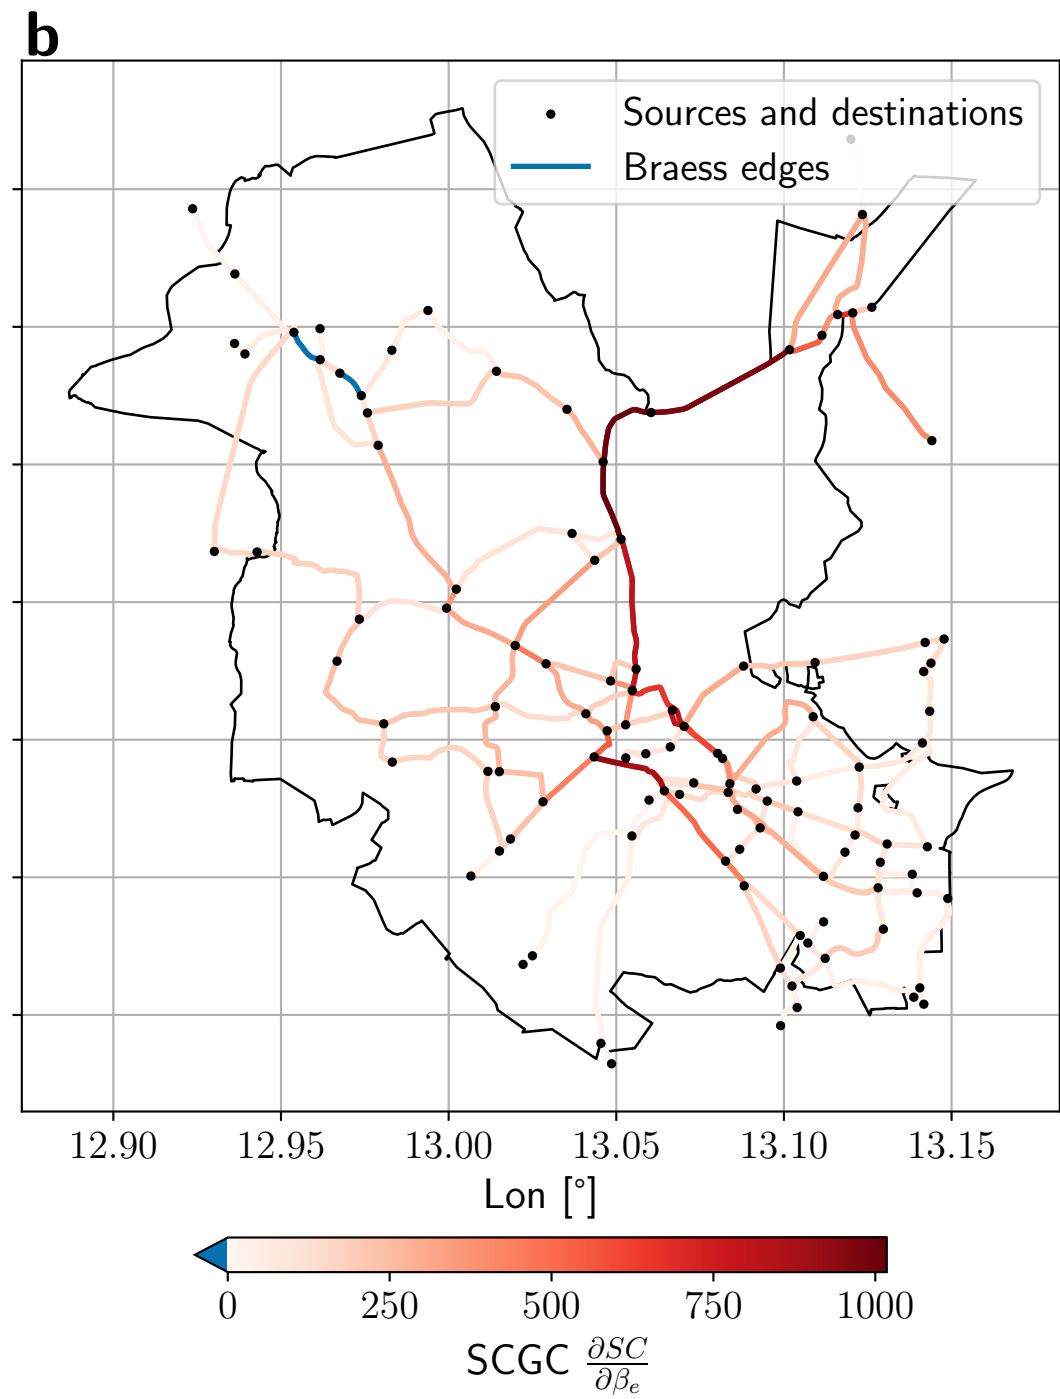 b
Sources and destinations
Braess edges
12.90 12.95 13.00 13.05 13.10 13.15
Lon [°]
0 250 500 750 1000
SCGC ∂SC/∂βₑ